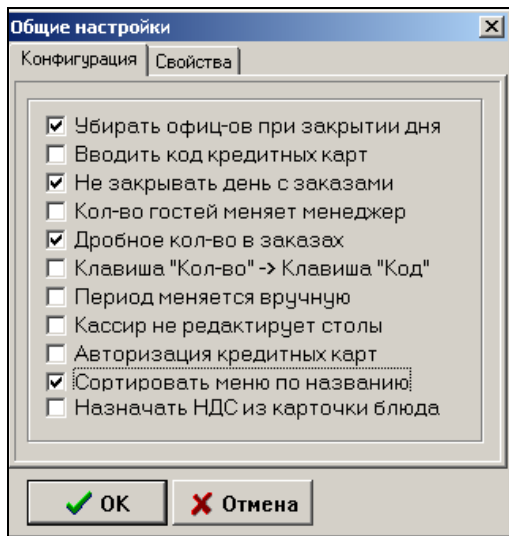 Общие настройки
Конфигурация Свойства
Убирать офиц-ов при закрытии дня
Вводить код кредитных карт
Не закрывать день с заказами
Кол-во гостей меняет менеджер
Дробное кол-во в заказах
Клавиша "Кол-во" -> Клавиша "Код"
Период меняется вручную
Кассир не редактирует столы
Авторизация кредитных карт
Сортировать меню по названию
Назначать НДС из карточки блюда
OK Отмена